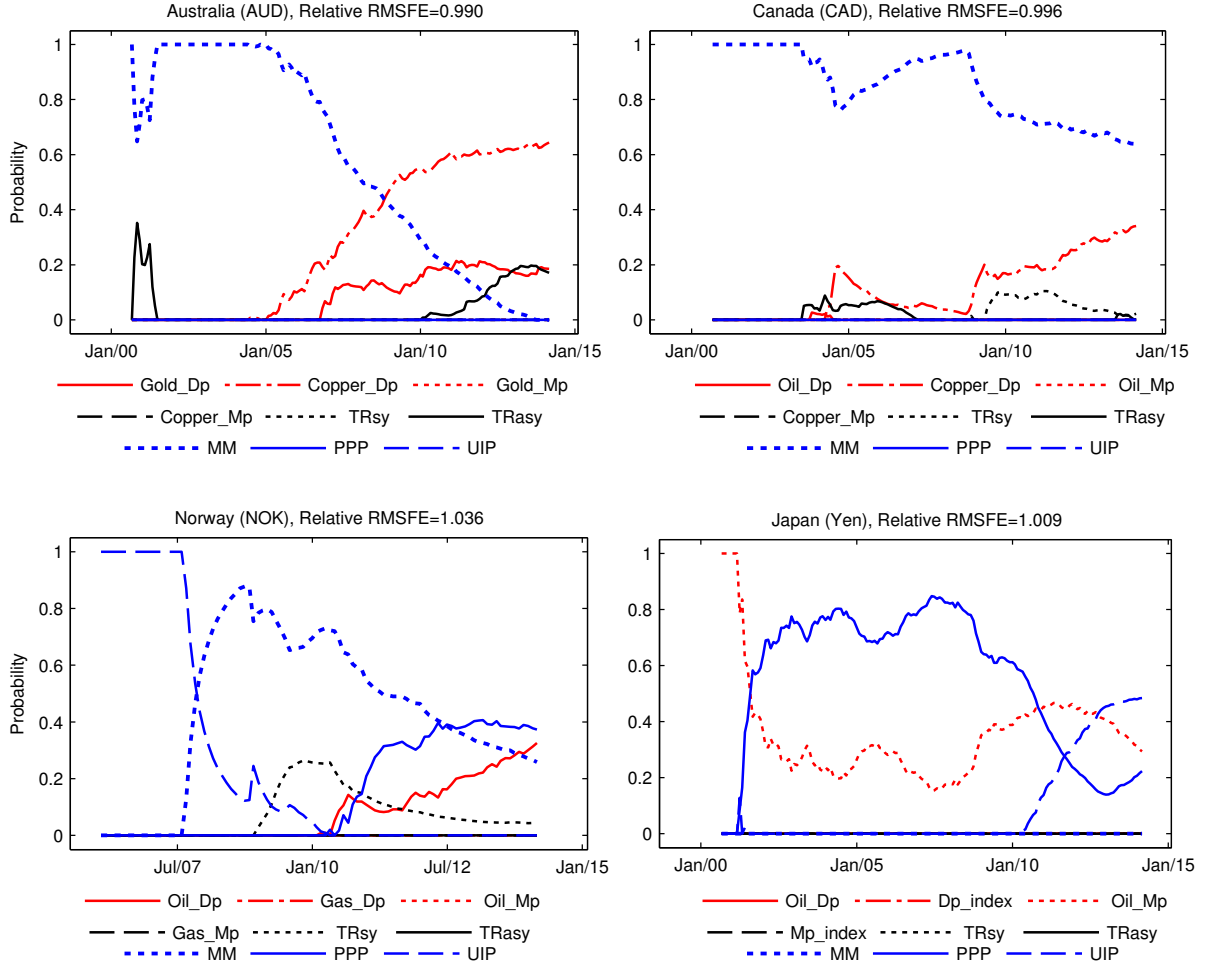 Australia (AUD), Relative RMSFE=0.990
Probability
1
0.8
0.6
0.4
0.2
0
Jan/00 Jan/05 Jan/10 Jan/15
Gold_Dp Copper_Dp Gold_Mp
Copper_Mp TRsy TRasy
MM PPP UIP
Canada (CAD), Relative RMSFE=0.996
1
0.8
0.6
0.4
0.2
0
Jan/00 Jan/05 Jan/10 Jan/15
Oil_Dp Copper_Dp Oil_Mp
Copper_Mp TRsy TRasy
MM PPP UIP
Norway (NOK), Relative RMSFE=1.036
Probability
1
0.8
0.6
0.4
0.2
0
Jul/07 Jan/10 Jul/12 Jan/15
Oil_Dp Gas_Dp Oil_Mp
Gas_Mp TRsy TRasy
MM PPP UIP
Japan (Yen), Relative RMSFE=1.009
1
0.8
0.6
0.4
0.2
0
Jan/00 Jan/05 Jan/10 Jan/15
Oil_Dp Dp_index Oil_Mp
Mp_index TRsy TRasy
MM PPP UIP